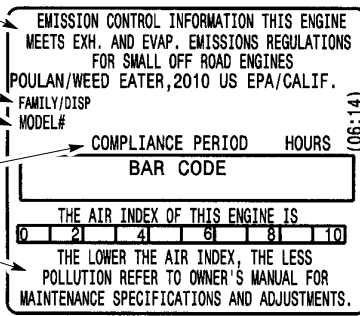 EMISSION CONTROL INFORMATION THIS ENGINE
MEETS EXH. AND EVAP. EMISSIONS REGULATIONS
FOR SMALL OFF ROAD ENGINES
POULAN/WEED EATER,2010 US EPA/CALIF.
FAMILY/DISP
MODEL#
COMPLIANCE PERIOD HOURS
(06:14)
BAR CODE
THE AIR INDEX OF THIS ENGINE IS
0 2 4 6 8 10
THE LOWER THE AIR INDEX, THE LESS
POLLUTION REFER TO OWNER'S MANUAL FOR
MAINTENANCE SPECIFICATIONS AND ADJUSTMENTS.